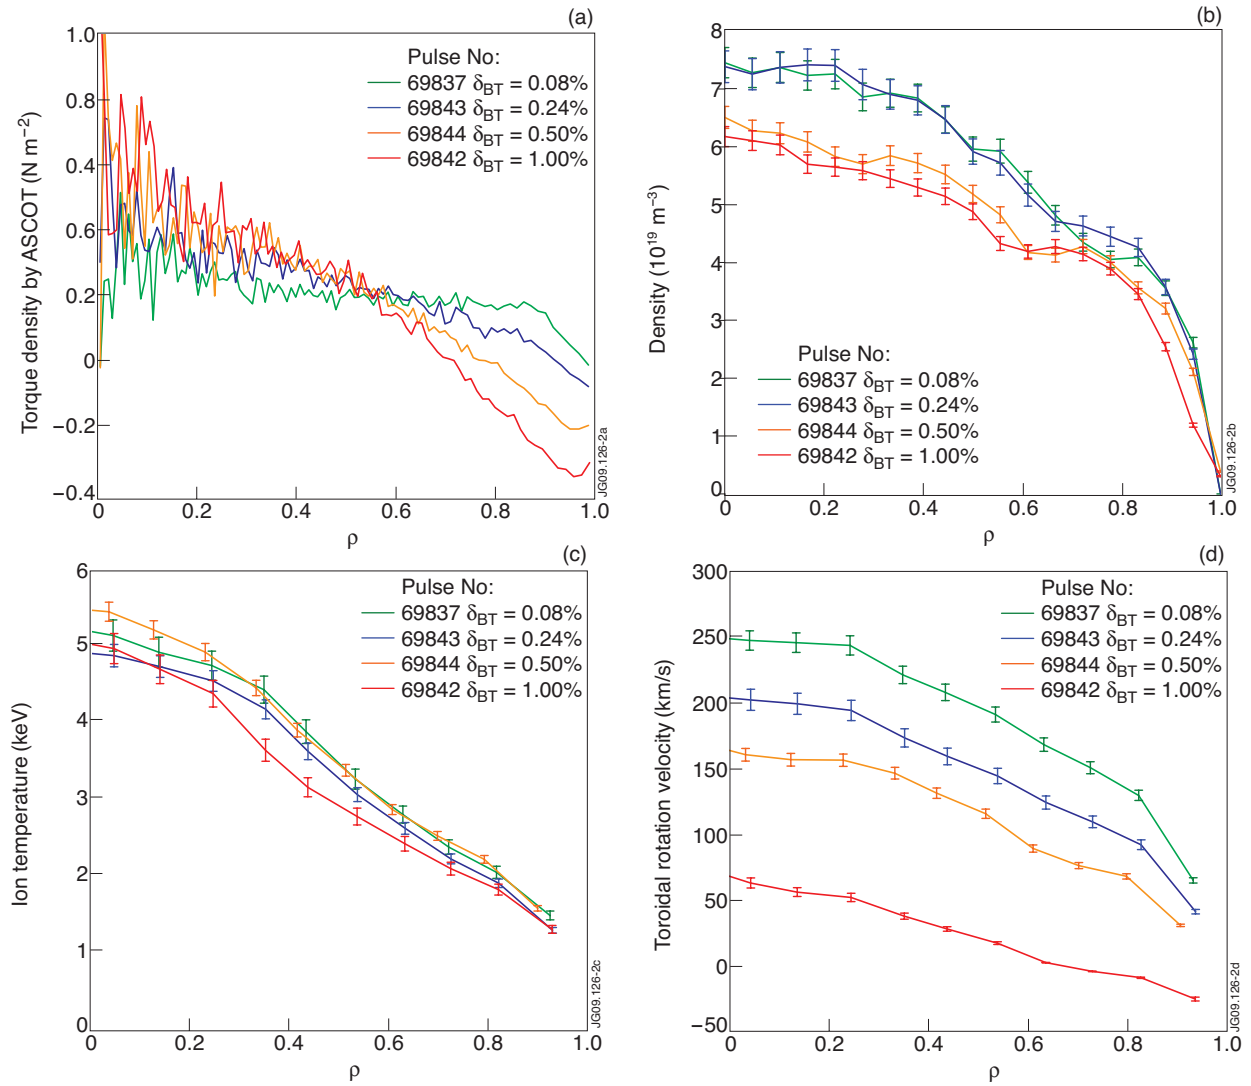 (a)
1.0
0.8
0.4
0.6
0.2
0
−0.2
−0.4
Torque density by ASCOT (N m-2)
Pulse No:
69837 δBT = 0.08%
69843 δBT = 0.24%
69844 δBT = 0.50%
69842 δBT = 1.00%
0 0.2 0.4 0.6 0.8 1.0
ρ
JG09.126-2a
(b)
8
7
6
5
4
3
2
1
0
Density (1019 m−3)
Pulse No:
69837 δBT = 0.08%
69843 δBT = 0.24%
69844 δBT = 0.50%
69842 δBT = 1.00%
0 0.2 0.4 0.6 0.8 1.0
ρ
JG09.126-2b
(c)
6
5
4
3
2
1
0
Ion temperature (keV)
Pulse No:
69837 δBT = 0.08%
69843 δBT = 0.24%
69844 δBT = 0.50%
69842 δBT = 1.00%
0 0.2 0.4 0.6 0.8 1.0
ρ
JG09.126-2c
(d)
300
250
200
150
100
50
0
−50
Toroidal rotation velocity (km/s)
Pulse No:
69837 δBT = 0.08%
69843 δBT = 0.24%
69844 δBT = 0.50%
69842 δBT = 1.00%
0 0.2 0.4 0.6 0.8 1.0
ρ
JG09.126-2d